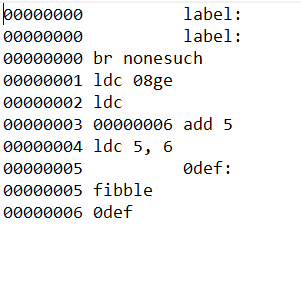 00000000          label:
00000000          label:
00000000 br nonesuch
00000001 ldc 08ge
00000002 ldc
00000003 00000006 add 5
00000004 ldc 5, 6
00000005          0def:
00000005 fibble
00000006 0def